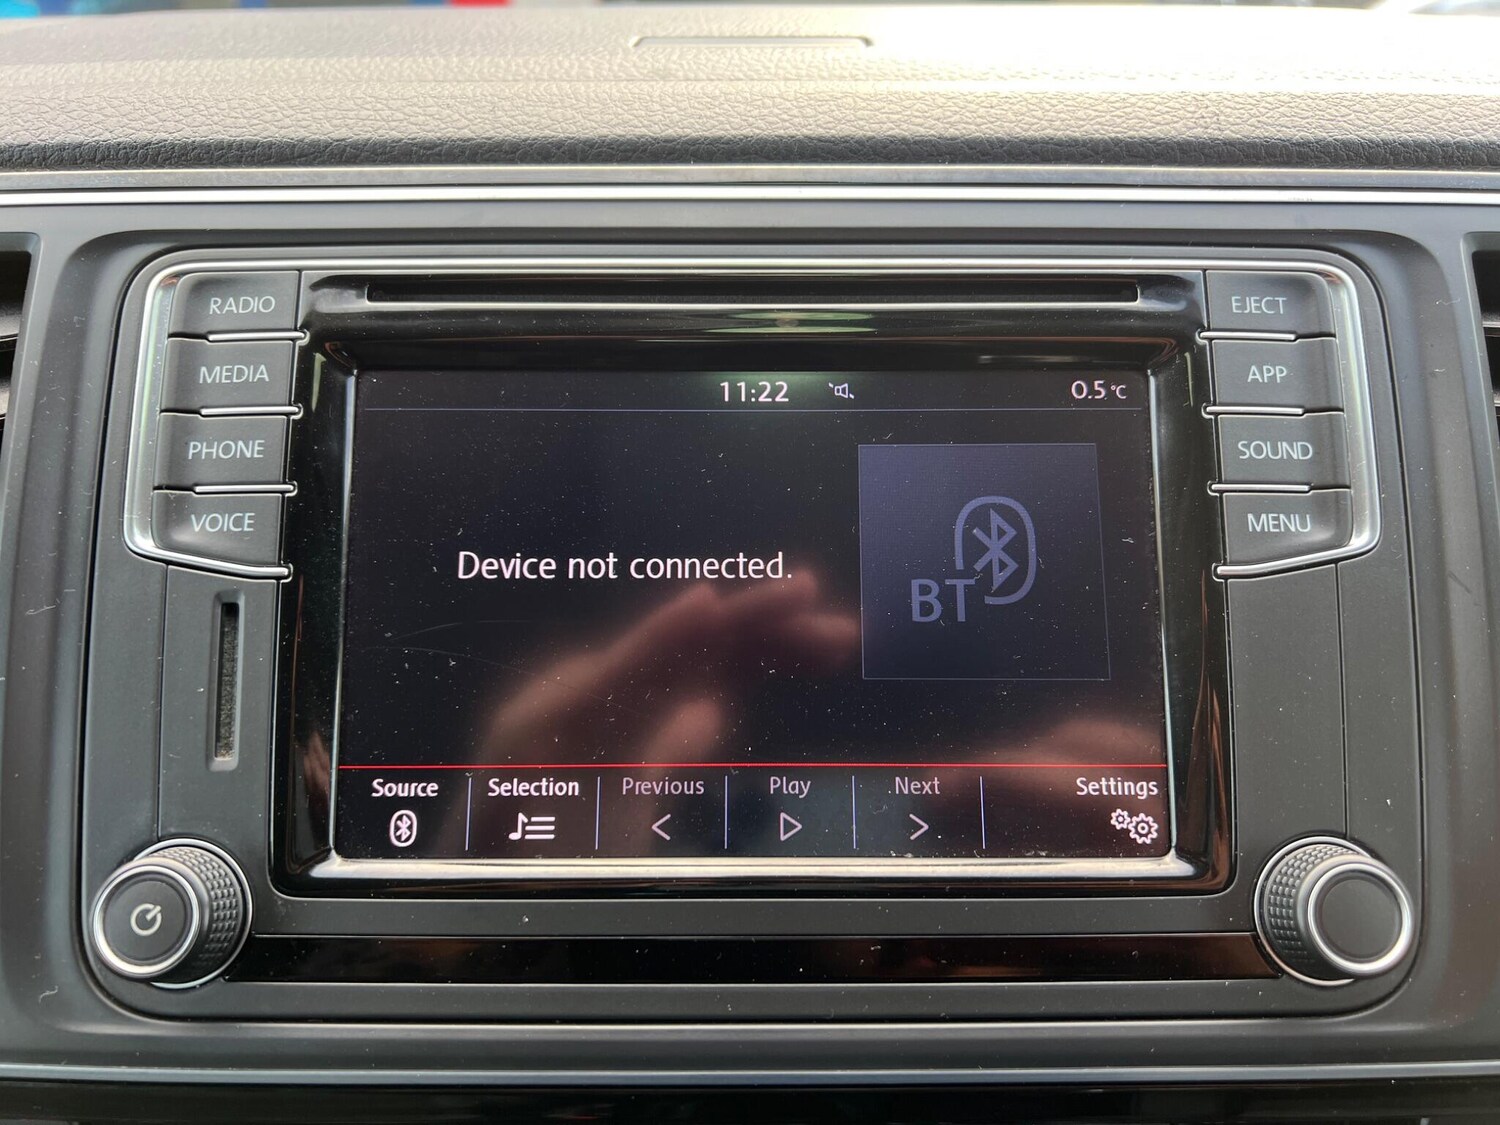 RADIO
MEDIA
PHONE
VOICE
EJECT
APP
SOUND
MENU
11:22
0.5°C
Device not connected.
BT
Source
Selection
Previous
Play
Next
Settings